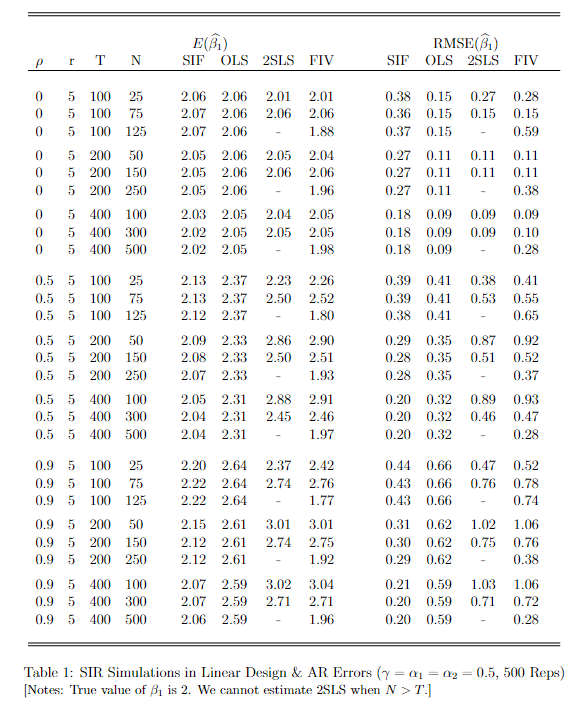 E(β̂₁) RMSE(β̂₁)
ρ r T N SIF OLS 2SLS FIV SIF OLS 2SLS FIV
0 5 100 25 2.06 2.06 2.01 2.01 0.38 0.15 0.27 0.28
0 5 100 75 2.07 2.06 2.06 2.06 0.36 0.15 0.15 0.15
0 5 100 125 2.07 2.06 – 1.88 0.37 0.15 – 0.59
0 5 200 50 2.05 2.06 2.05 2.04 0.27 0.11 0.11 0.11
0 5 200 150 2.05 2.06 2.06 2.06 0.27 0.11 0.11 0.11
0 5 200 250 2.05 2.06 – 1.96 0.27 0.11 – 0.38
0 5 400 100 2.03 2.05 2.04 2.05 0.18 0.09 0.09 0.09
0 5 400 300 2.02 2.05 2.05 2.05 0.18 0.09 0.09 0.10
0 5 400 500 2.02 2.05 – 1.98 0.18 0.09 – 0.28
0.5 5 100 25 2.13 2.37 2.23 2.26 0.39 0.41 0.38 0.41
0.5 5 100 75 2.13 2.37 2.50 2.52 0.39 0.41 0.53 0.55
0.5 5 100 125 2.12 2.37 – 1.80 0.38 0.41 – 0.65
0.5 5 200 50 2.09 2.33 2.86 2.90 0.29 0.35 0.87 0.92
0.5 5 200 150 2.08 2.33 2.50 2.51 0.28 0.35 0.51 0.52
0.5 5 200 250 2.07 2.33 – 1.93 0.28 0.35 – 0.37
0.5 5 400 100 2.05 2.31 2.88 2.91 0.20 0.32 0.89 0.93
0.5 5 400 300 2.04 2.31 2.45 2.46 0.20 0.32 0.46 0.47
0.5 5 400 500 2.04 2.31 – 1.97 0.20 0.32 – 0.28
0.9 5 100 25 2.20 2.64 2.37 2.42 0.44 0.66 0.47 0.52
0.9 5 100 75 2.22 2.64 2.74 2.76 0.43 0.66 0.76 0.78
0.9 5 100 125 2.22 2.64 – 1.77 0.43 0.66 – 0.74
0.9 5 200 50 2.15 2.61 3.01 3.01 0.31 0.62 1.02 1.06
0.9 5 200 150 2.12 2.61 2.74 2.75 0.30 0.62 0.75 0.76
0.9 5 200 250 2.12 2.61 – 1.92 0.29 0.62 – 0.38
0.9 5 400 100 2.07 2.59 3.02 3.04 0.21 0.59 1.03 1.06
0.9 5 400 300 2.07 2.59 2.71 2.71 0.20 0.59 0.71 0.72
0.9 5 400 500 2.06 2.59 – 1.96 0.20 0.59 – 0.28
Table 1: SIR Simulations in Linear Design & AR Errors (γ = α₁ = α₂ = 0.5, 500 Reps)
[Notes: True value of β₁ is 2. We cannot estimate 2SLS when N > T.]